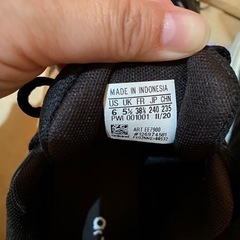 MADE IN INDONESIA
US UK FR JP CHN
6 5½ 38⅔ 240 235
PWI 001001 11/20
ART EE7900